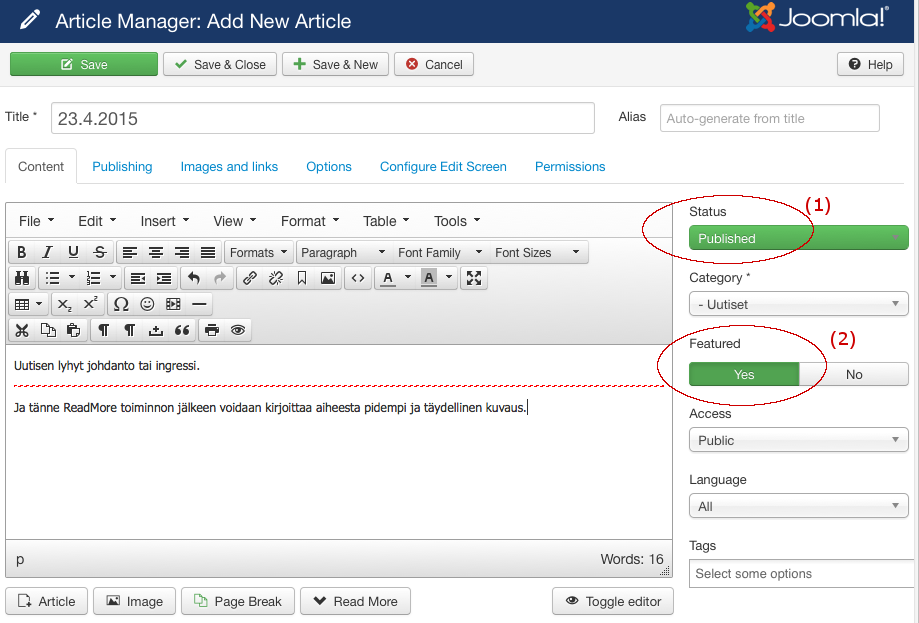 Article Manager: Add New Article
Joomla!®
Save Save & Close Save & New Cancel Help
Title * 23.4.2015 Alias Auto-generate from title
Content Publishing Images and links Options Configure Edit Screen Permissions
File Edit Insert View Format Table Tools
B I U S Formats Paragraph Font Family Font Sizes
A A
X₂ X² Ω
Uutisen lyhyt johdanto tai ingressi.
Ja tänne ReadMore toiminnon jälkeen voidaan kirjoittaa aiheesta pidempi ja täydellinen kuvaus.
p Words: 16
Article Image Page Break Read More Toggle editor
Status (1)
Published
Category *
- Uutiset
Featured (2)
Yes No
Access
Public
Language
All
Tags
Select some options